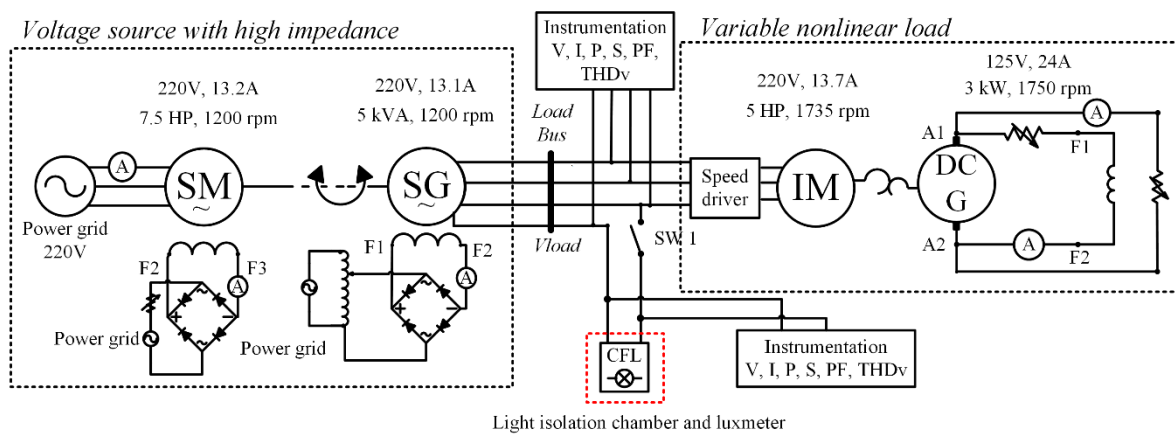 Voltage source with high impedance
Instrumentation
V, I, P, S, PF,
THDv
Variable nonlinear load
220V, 13.2A
7.5 HP, 1200 rpm
220V, 13.1A
5 kVA, 1200 rpm
Load
Bus
220V, 13.7A
5 HP, 1735 rpm
125V, 24A
3 kW, 1750 rpm
A
SM
~
SG
~
Speed
driver
IM
A1
DC
G
A2
F1
F2
A
A
Power grid
220V
Vload
SW 1
F2
F3
A
Power grid
+
−
~
~
F1
F2
A
Power grid
+
−
~
~
CFL
Instrumentation
V, I, P, S, PF, THDv
Light isolation chamber and luxmeter